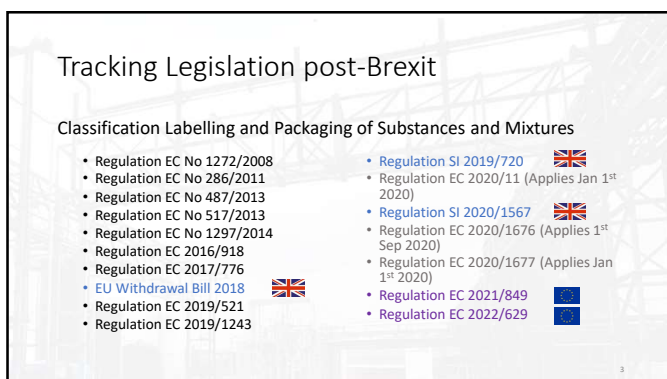 Tracking Legislation post-Brexit
Classification Labelling and Packaging of Substances and Mixtures
• Regulation EC No 1272/2008
• Regulation EC No 286/2011
• Regulation EC No 487/2013
• Regulation EC No 517/2013
• Regulation EC No 1297/2014
• Regulation EC 2016/918
• Regulation EC 2017/776
• EU Withdrawal Bill 2018
• Regulation EC 2019/521
• Regulation EC 2019/1243
• Regulation SI 2019/720
• Regulation EC 2020/11 (Applies Jan 1st
2020)
• Regulation SI 2020/1567
• Regulation EC 2020/1676 (Applies 1st
Sep 2020)
• Regulation EC 2020/1677 (Applies Jan
1st 2020)
• Regulation EC 2021/849
• Regulation EC 2022/629
3